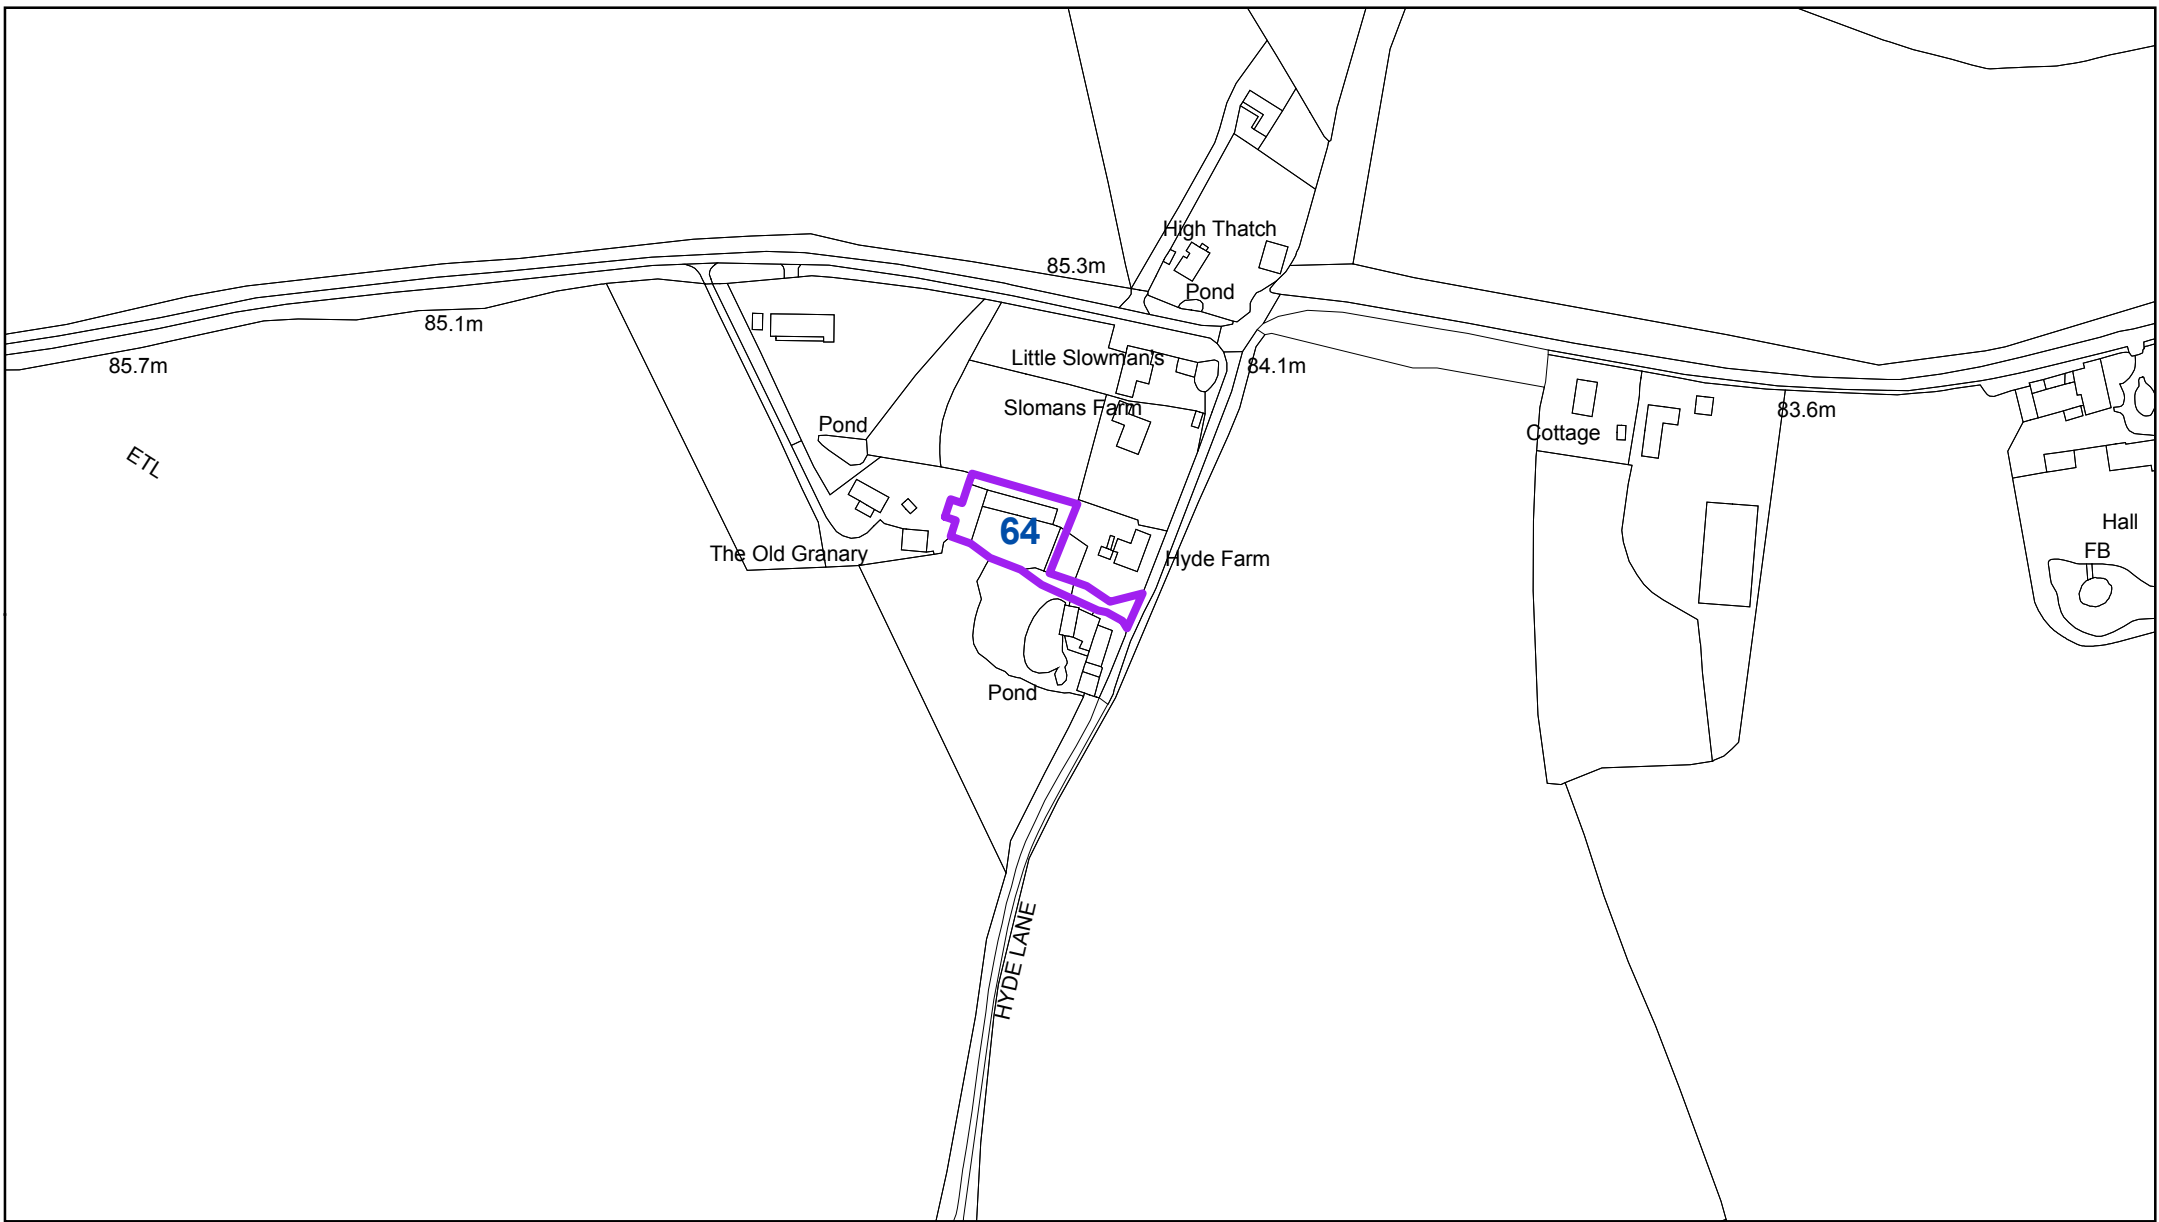 High Thatch
85.3m
Pond
85.1m
85.7m
Little Slowman's
84.1m
Slomans Farm
83.6m
Pond
Cottage
ETL
64
Hall
The Old Granary
Hyde Farm
FB
Pond
HYDE LANE